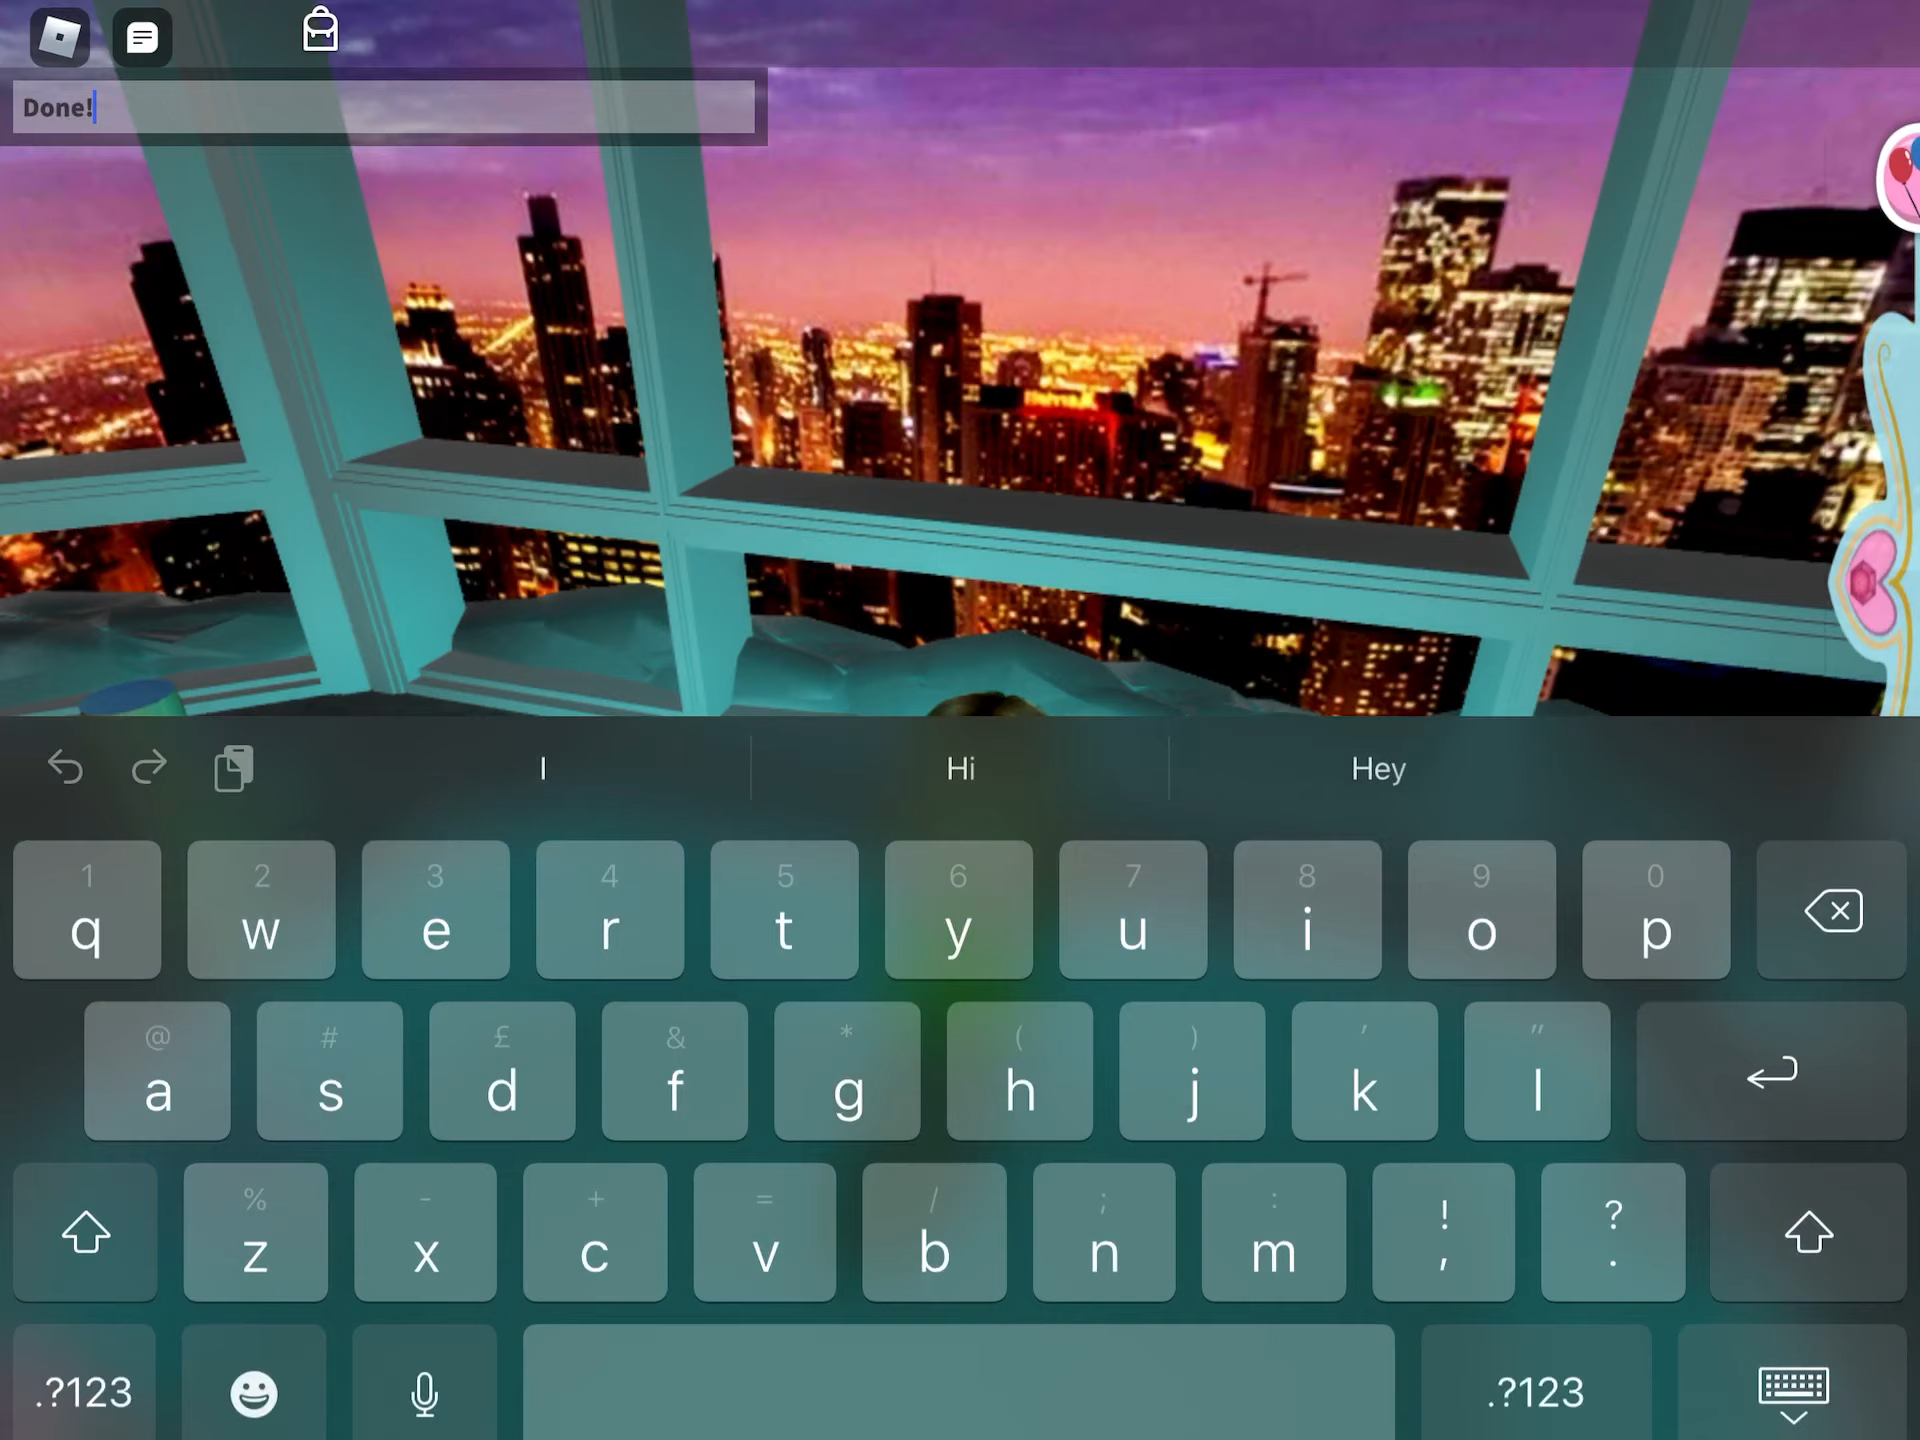 Done!
I Hi Hey
1 2 3 4 5 6 7 8 9 0
q w e r t y u i o p
@ # £ & * ( ) ' "
a s d f g h j k l
% - + = / ; : ! ?
z x c v b n m , .
.?123 .?123